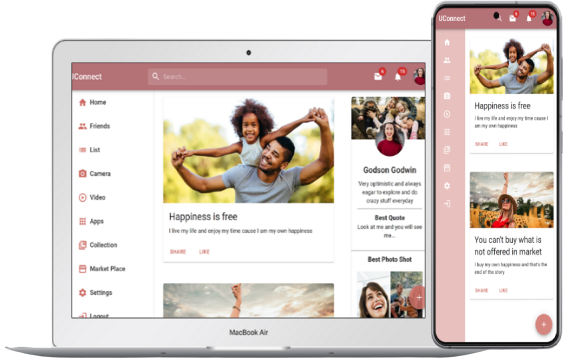 UConnect
Search...
6
15
Home
Friends
List
Camera
Video
Apps
Collection
Market Place
Settings
Logout
Happiness is free
I live my life and enjoy my time cause I am my own happiness
SHARE LIKE
Godson Godwin
Very optimistic and always
eagar to explore and do
crazy stuff everyday
Best Quote
Look at me and you will see
me...
Best Photo Shot
+
MacBook Air
UConnect
Happiness is free
I live my life and enjoy my time cause I
am my own happiness
SHARE LIKE
You can't buy what is
not offered in market
I buy my own happiness and that's the
end of the story
SHARE LIKE
+